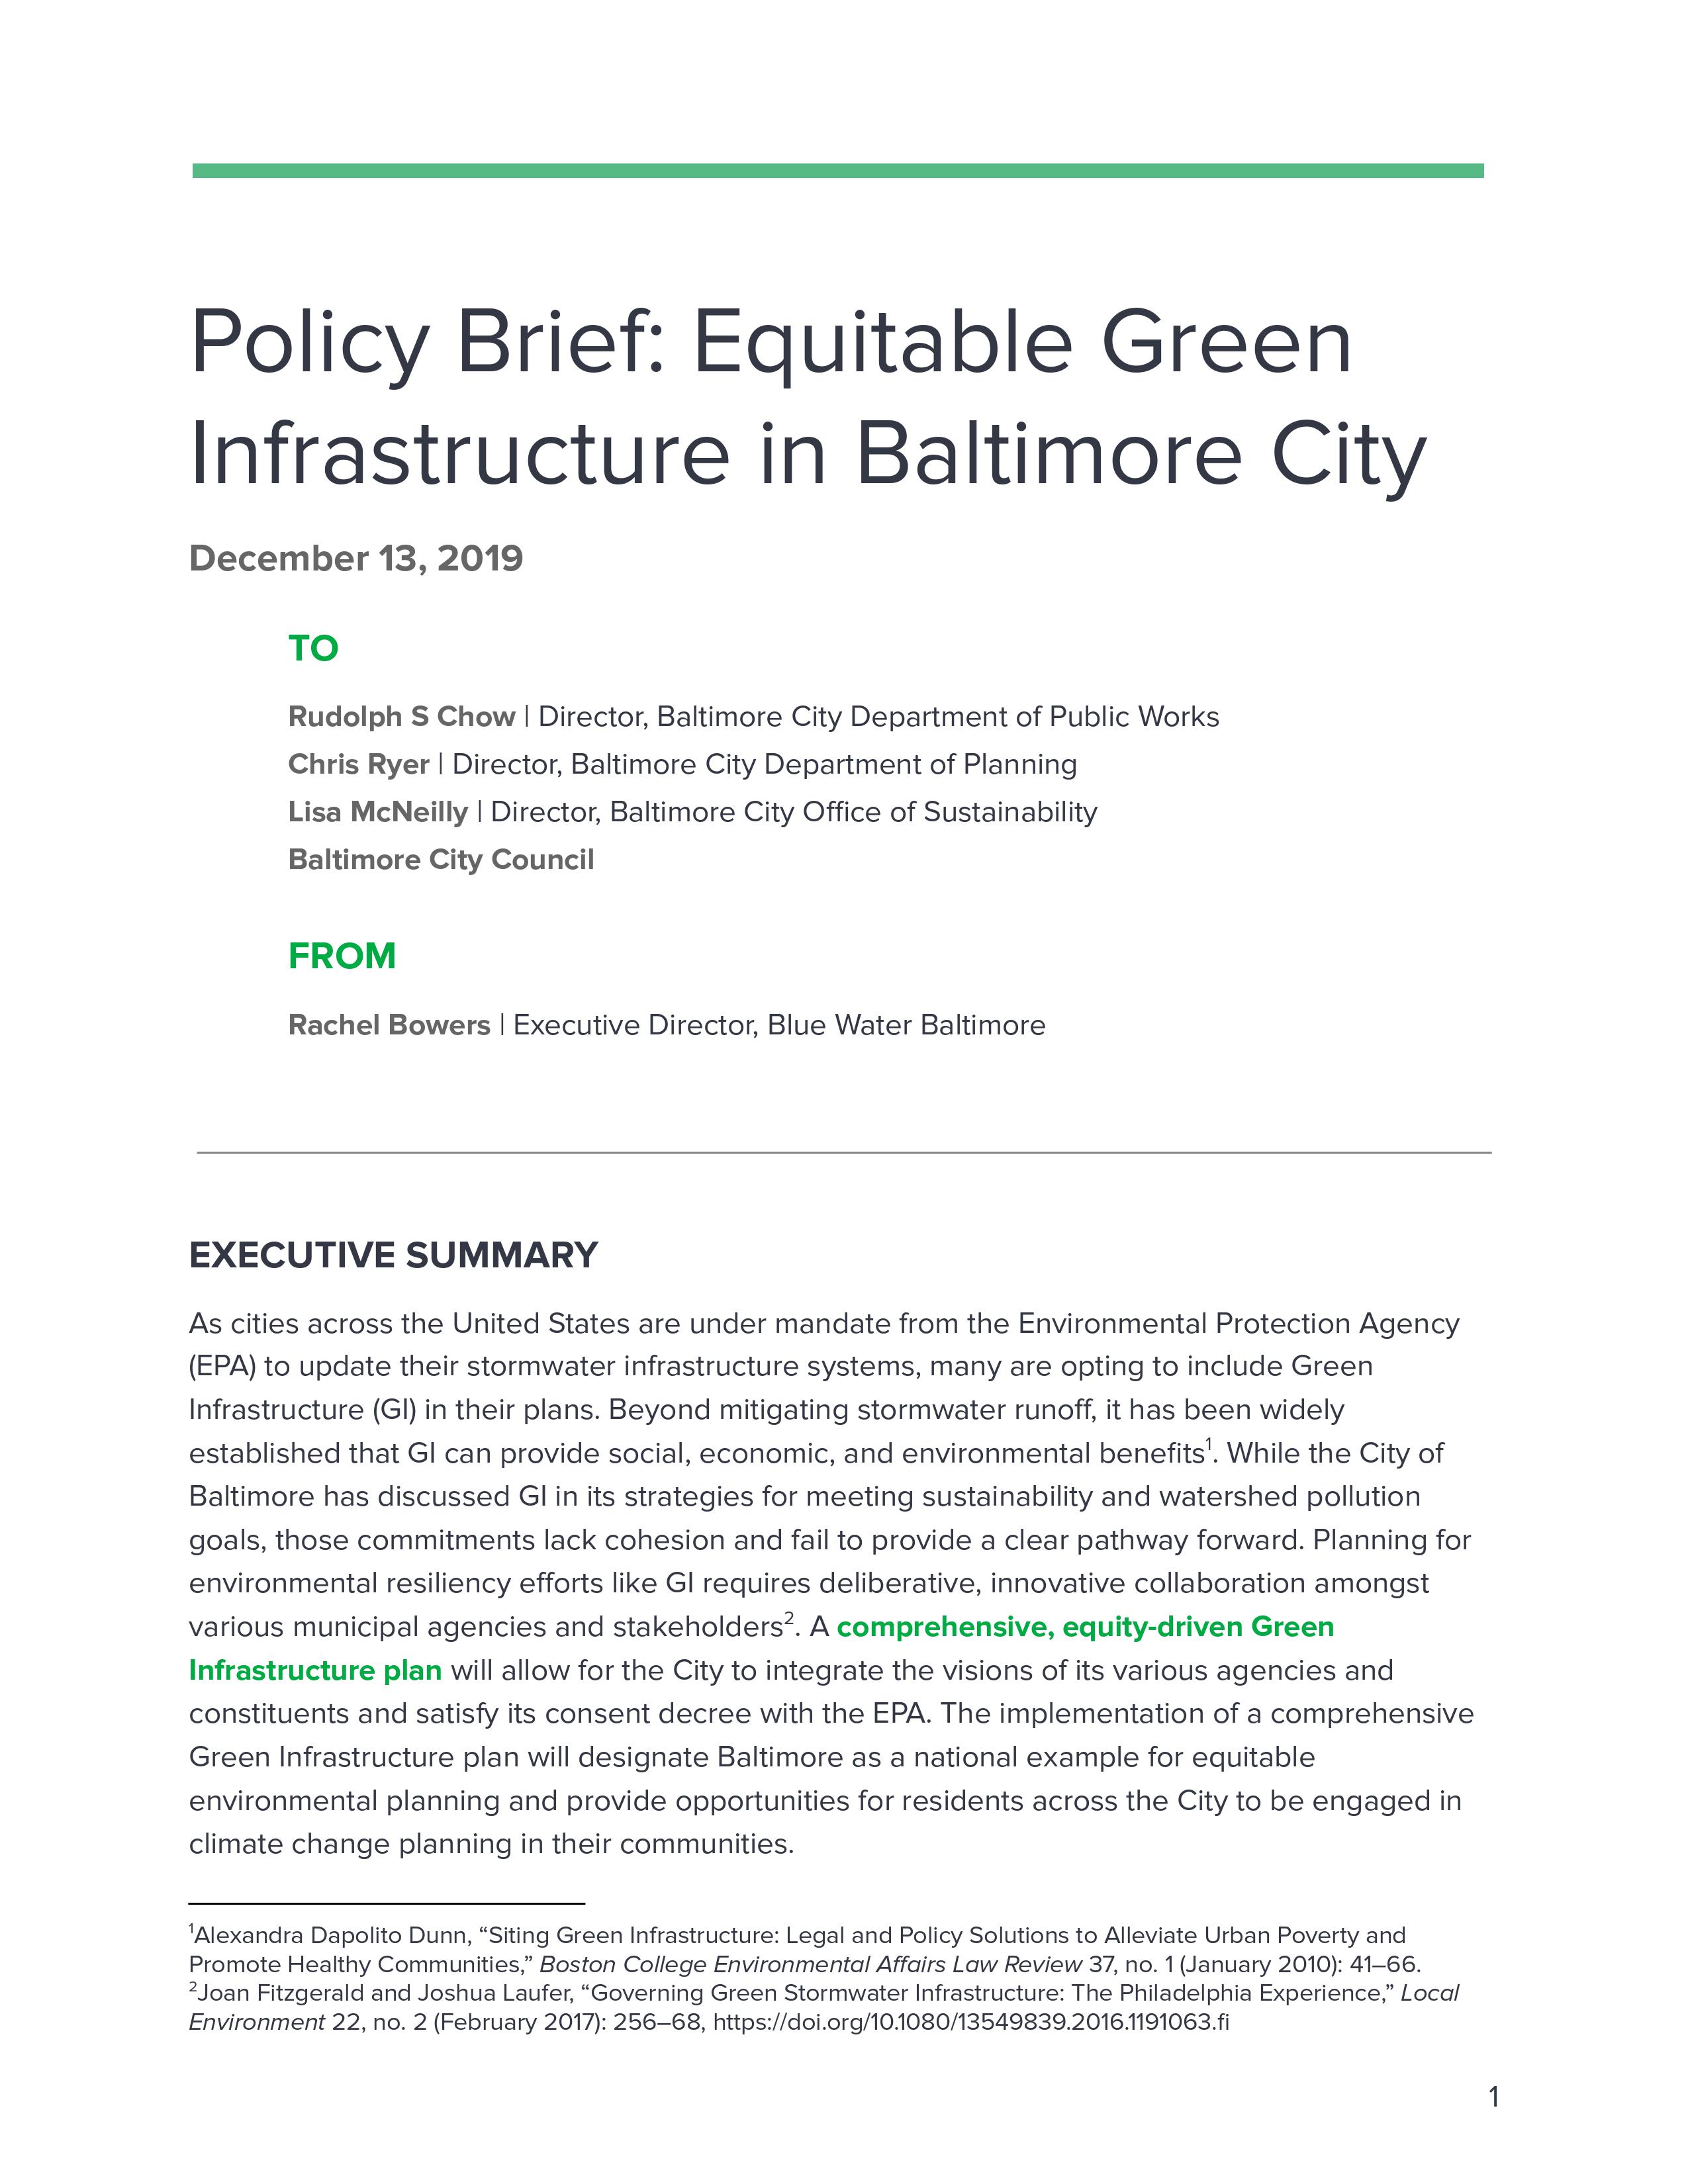 Policy Brief: Equitable Green
Infrastructure in Baltimore City
December 13, 2019
TO
Rudolph S Chow | Director, Baltimore City Department of Public Works
Chris Ryer | Director, Baltimore City Department of Planning
Lisa McNeilly | Director, Baltimore City Office of Sustainability
Baltimore City Council
FROM
Rachel Bowers | Executive Director, Blue Water Baltimore
EXECUTIVE SUMMARY
As cities across the United States are under mandate from the Environmental Protection Agency
(EPA) to update their stormwater infrastructure systems, many are opting to include Green
Infrastructure (GI) in their plans. Beyond mitigating stormwater runoff, it has been widely
established that GI can provide social, economic, and environmental benefits¹. While the City of
Baltimore has discussed GI in its strategies for meeting sustainability and watershed pollution
goals, those commitments lack cohesion and fail to provide a clear pathway forward. Planning for
environmental resiliency efforts like GI requires deliberative, innovative collaboration amongst
various municipal agencies and stakeholders². A comprehensive, equity-driven Green
Infrastructure plan will allow for the City to integrate the visions of its various agencies and
constituents and satisfy its consent decree with the EPA. The implementation of a comprehensive
Green Infrastructure plan will designate Baltimore as a national example for equitable
environmental planning and provide opportunities for residents across the City to be engaged in
climate change planning in their communities.
¹Alexandra Dapolito Dunn, “Siting Green Infrastructure: Legal and Policy Solutions to Alleviate Urban Poverty and
Promote Healthy Communities,” Boston College Environmental Affairs Law Review 37, no. 1 (January 2010): 41–66.
²Joan Fitzgerald and Joshua Laufer, “Governing Green Stormwater Infrastructure: The Philadelphia Experience,” Local
Environment 22, no. 2 (February 2017): 256–68, https://doi.org/10.1080/13549839.2016.1191063.fi
1